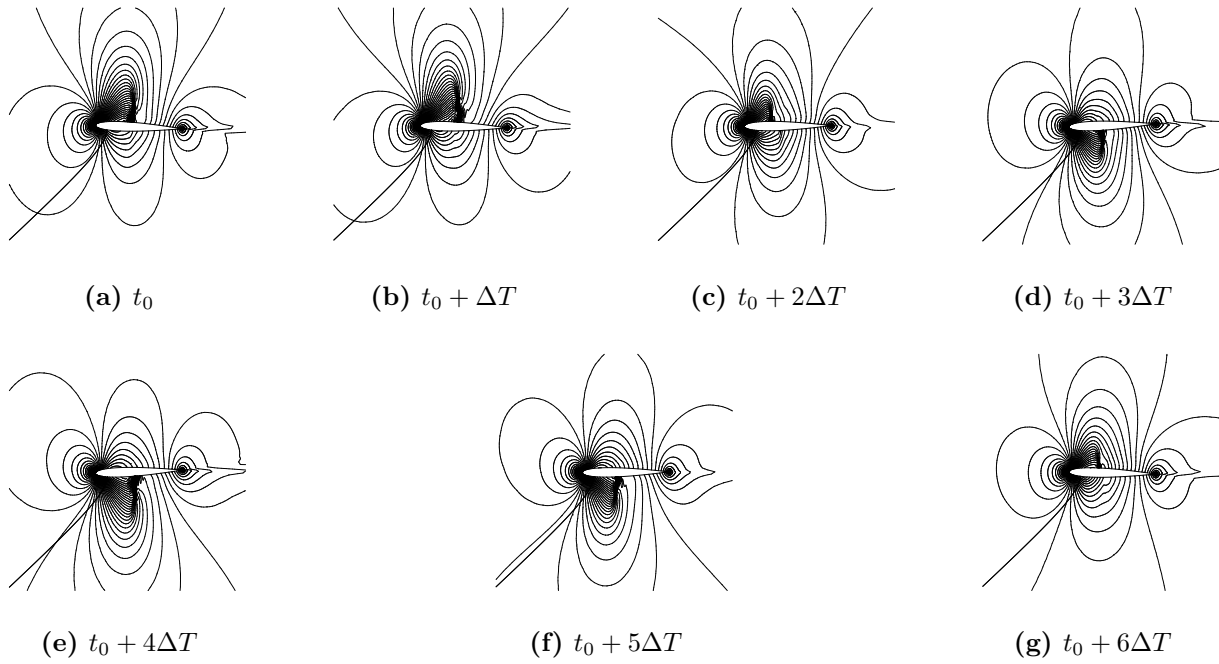 (a) t₀
(b) t₀ + ΔT
(c) t₀ + 2ΔT
(d) t₀ + 3ΔT
(e) t₀ + 4ΔT
(f) t₀ + 5ΔT
(g) t₀ + 6ΔT